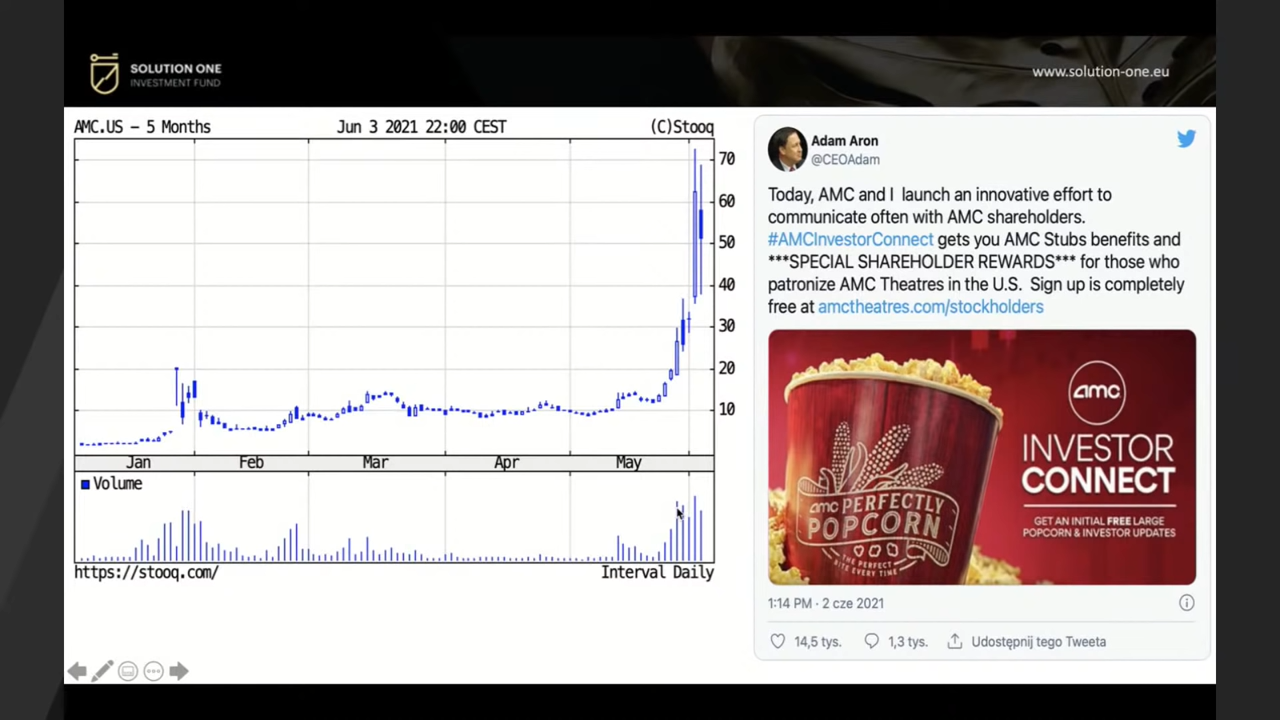 SOLUTION ONE
INVESTMENT FUND
www.solution-one.eu
AMC.US - 5 Months
Jun 3 2021 22:00 CEST
(C)Stooq
70
60
50
40
30
20
10
Jan
Feb
Mar
Apr
May
Volume
https://stooq.com/
Interval Daily
Adam Aron
@CEOAdam
Today, AMC and I launch an innovative effort to
communicate often with AMC shareholders.
#AMCInvestorConnect gets you AMC Stubs benefits and
***SPECIAL SHAREHOLDER REWARDS*** for those who
patronize AMC Theatres in the U.S. Sign up is completely
free at amctheatres.com/stockholders
amc PERFECTLY
POPCORN
THE PERFECT
BITE EVERY TIME
amc
INVESTOR
CONNECT
GET AN INITIAL FREE LARGE
POPCORN & INVESTOR UPDATES
1:14 PM · 2 cze 2021
14,5 tys.
1,3 tys.
Udostępnij tego Tweeta